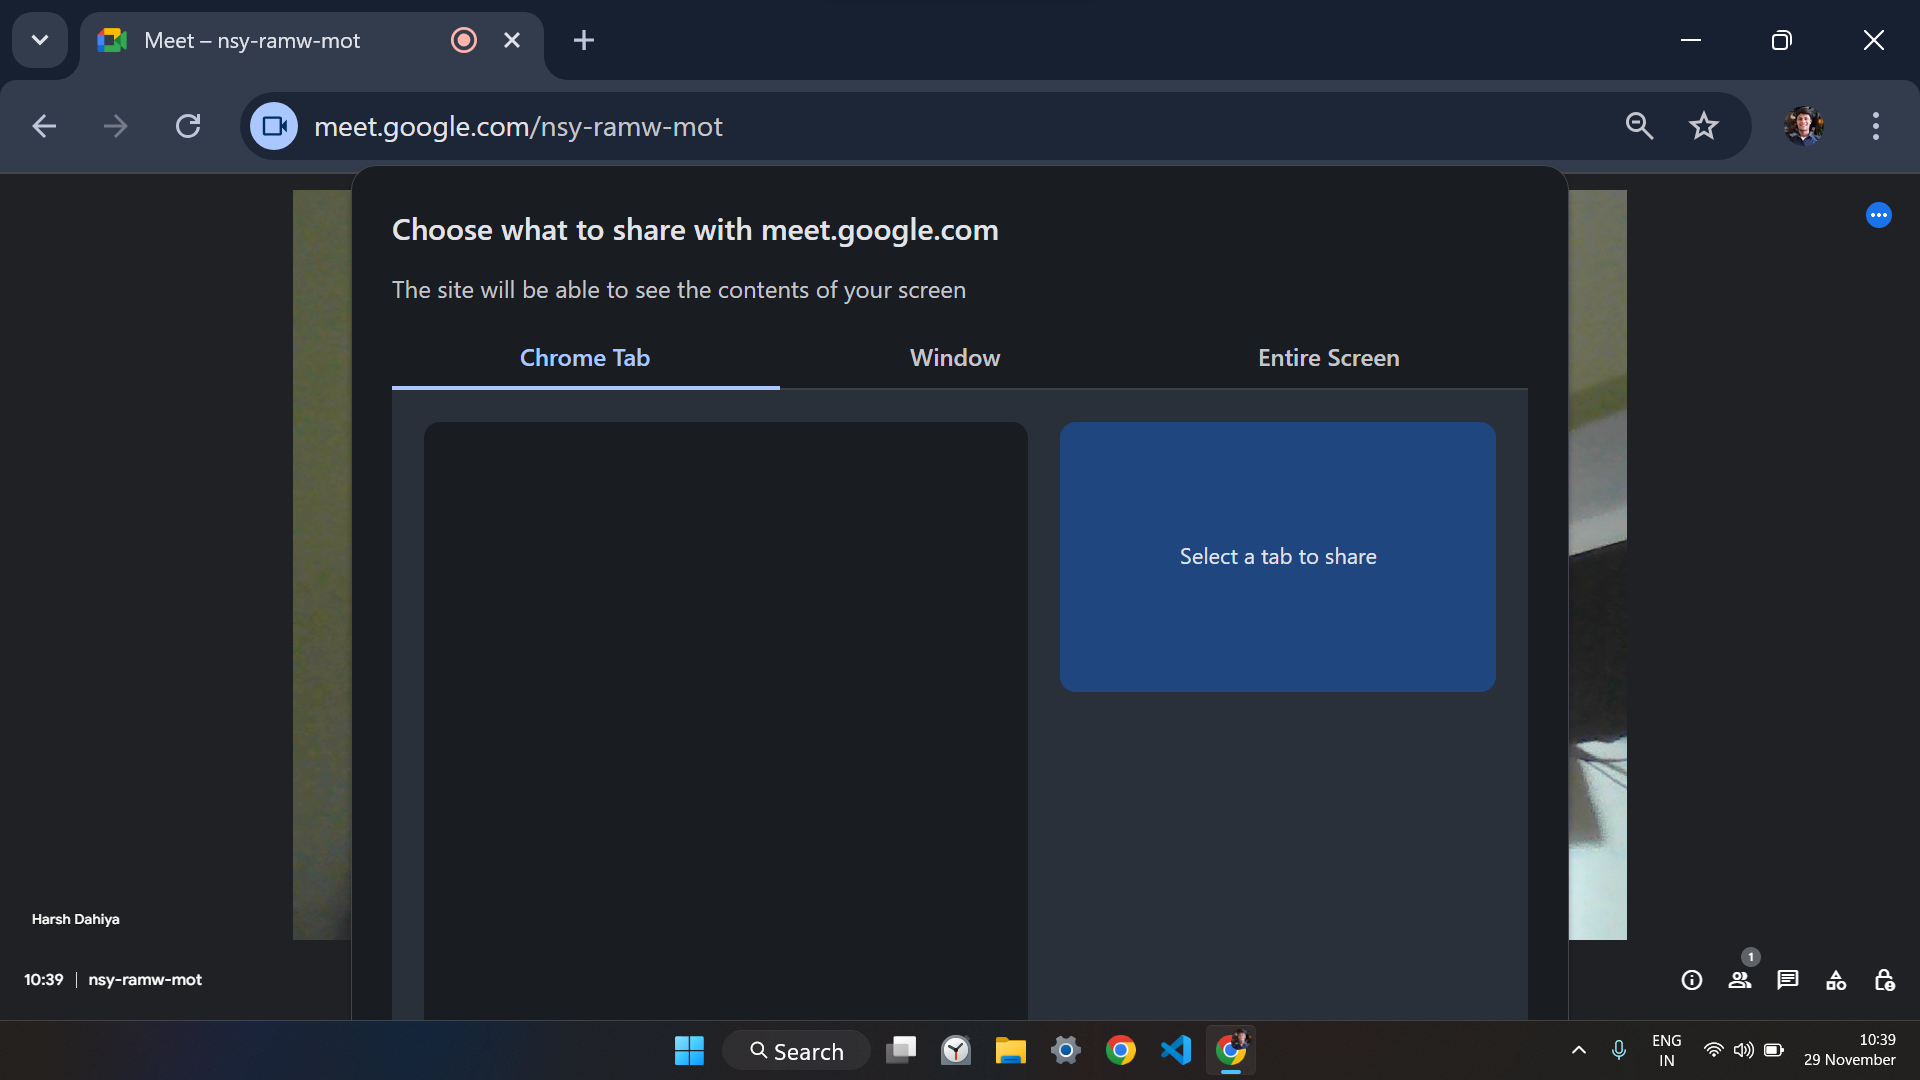 Meet – nsy-ramw-mot
meet.google.com/nsy-ramw-mot
Choose what to share with meet.google.com
The site will be able to see the contents of your screen
Chrome Tab
Window
Entire Screen
Select a tab to share
Harsh Dahiya
10:39 | nsy-ramw-mot
1
Search
ENG
IN
10:39
29 November